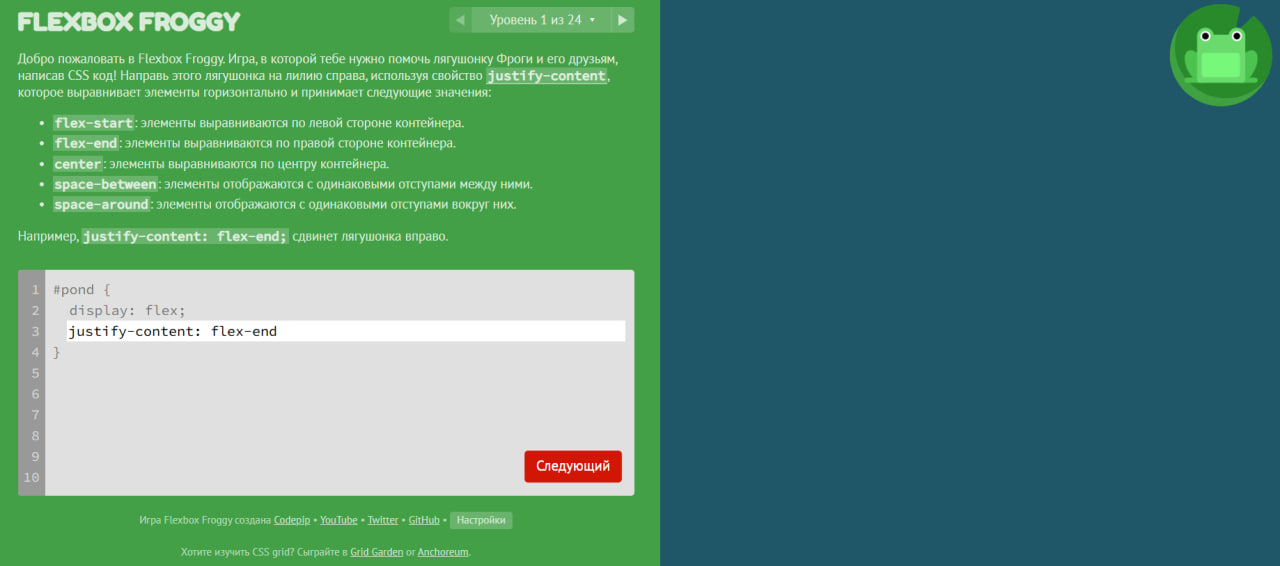 FLEXBOX FROGGY
Уровень 1 из 24
Добро пожаловать в Flexbox Froggy. Игра, в которой тебе нужно помочь лягушонку Фроги и его друзьям,
написав CSS код! Направь этого лягушонка на лилию справа, используя свойство justify-content,
которое выравнивает элементы горизонтально и принимает следующие значения:
• flex-start: элементы выравниваются по левой стороне контейнера.
• flex-end: элементы выравниваются по правой стороне контейнера.
• center: элементы выравниваются по центру контейнера.
• space-between: элементы отображаются с одинаковыми отступами между ними.
• space-around: элементы отображаются с одинаковыми отступами вокруг них.
Например, justify-content: flex-end; сдвинет лягушонка вправо.
1 #pond {
2 display: flex;
3 justify-content: flex-end
4 }
5
6
7
8
9
10
Следующий
Игра Flexbox Froggy создана Codepip • YouTube • Twitter • GitHub • Настройки
Хотите изучить CSS grid? Сыграйте в Grid Garden or Anchoreum.